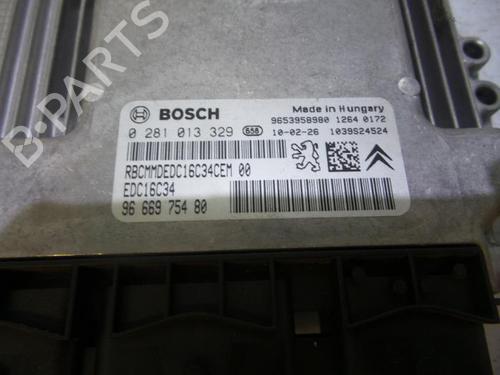 B-PARTS
BOSCH
Made in Hungary
9653958980 1264 0172
0 281 013 329 658 10-02-26 1039S24524
RBCMMDEDC16C34CEM 00
EDC16C34
96 669 754 80